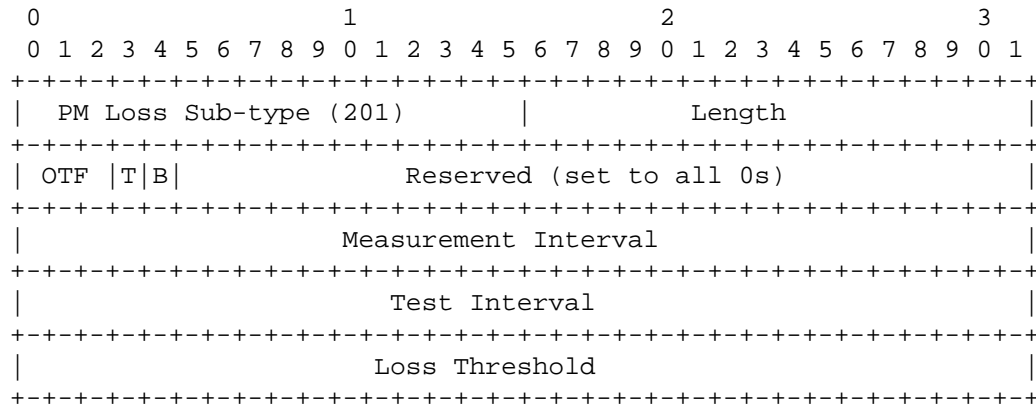 0                   1                   2                   3
 0 1 2 3 4 5 6 7 8 9 0 1 2 3 4 5 6 7 8 9 0 1 2 3 4 5 6 7 8 9 0 1
+-+-+-+-+-+-+-+-+-+-+-+-+-+-+-+-+-+-+-+-+-+-+-+-+-+-+-+-+-+-+-+-+
|  PM Loss Sub-type (201)       |          Length               |
+-+-+-+-+-+-+-+-+-+-+-+-+-+-+-+-+-+-+-+-+-+-+-+-+-+-+-+-+-+-+-+-+
| OTF |T|B|              Reserved (set to all 0s)               |
+-+-+-+-+-+-+-+-+-+-+-+-+-+-+-+-+-+-+-+-+-+-+-+-+-+-+-+-+-+-+-+-+
|                    Measurement Interval                       |
+-+-+-+-+-+-+-+-+-+-+-+-+-+-+-+-+-+-+-+-+-+-+-+-+-+-+-+-+-+-+-+-+
|                       Test Interval                           |
+-+-+-+-+-+-+-+-+-+-+-+-+-+-+-+-+-+-+-+-+-+-+-+-+-+-+-+-+-+-+-+-+
|                      Loss Threshold                           |
+-+-+-+-+-+-+-+-+-+-+-+-+-+-+-+-+-+-+-+-+-+-+-+-+-+-+-+-+-+-+-+-+